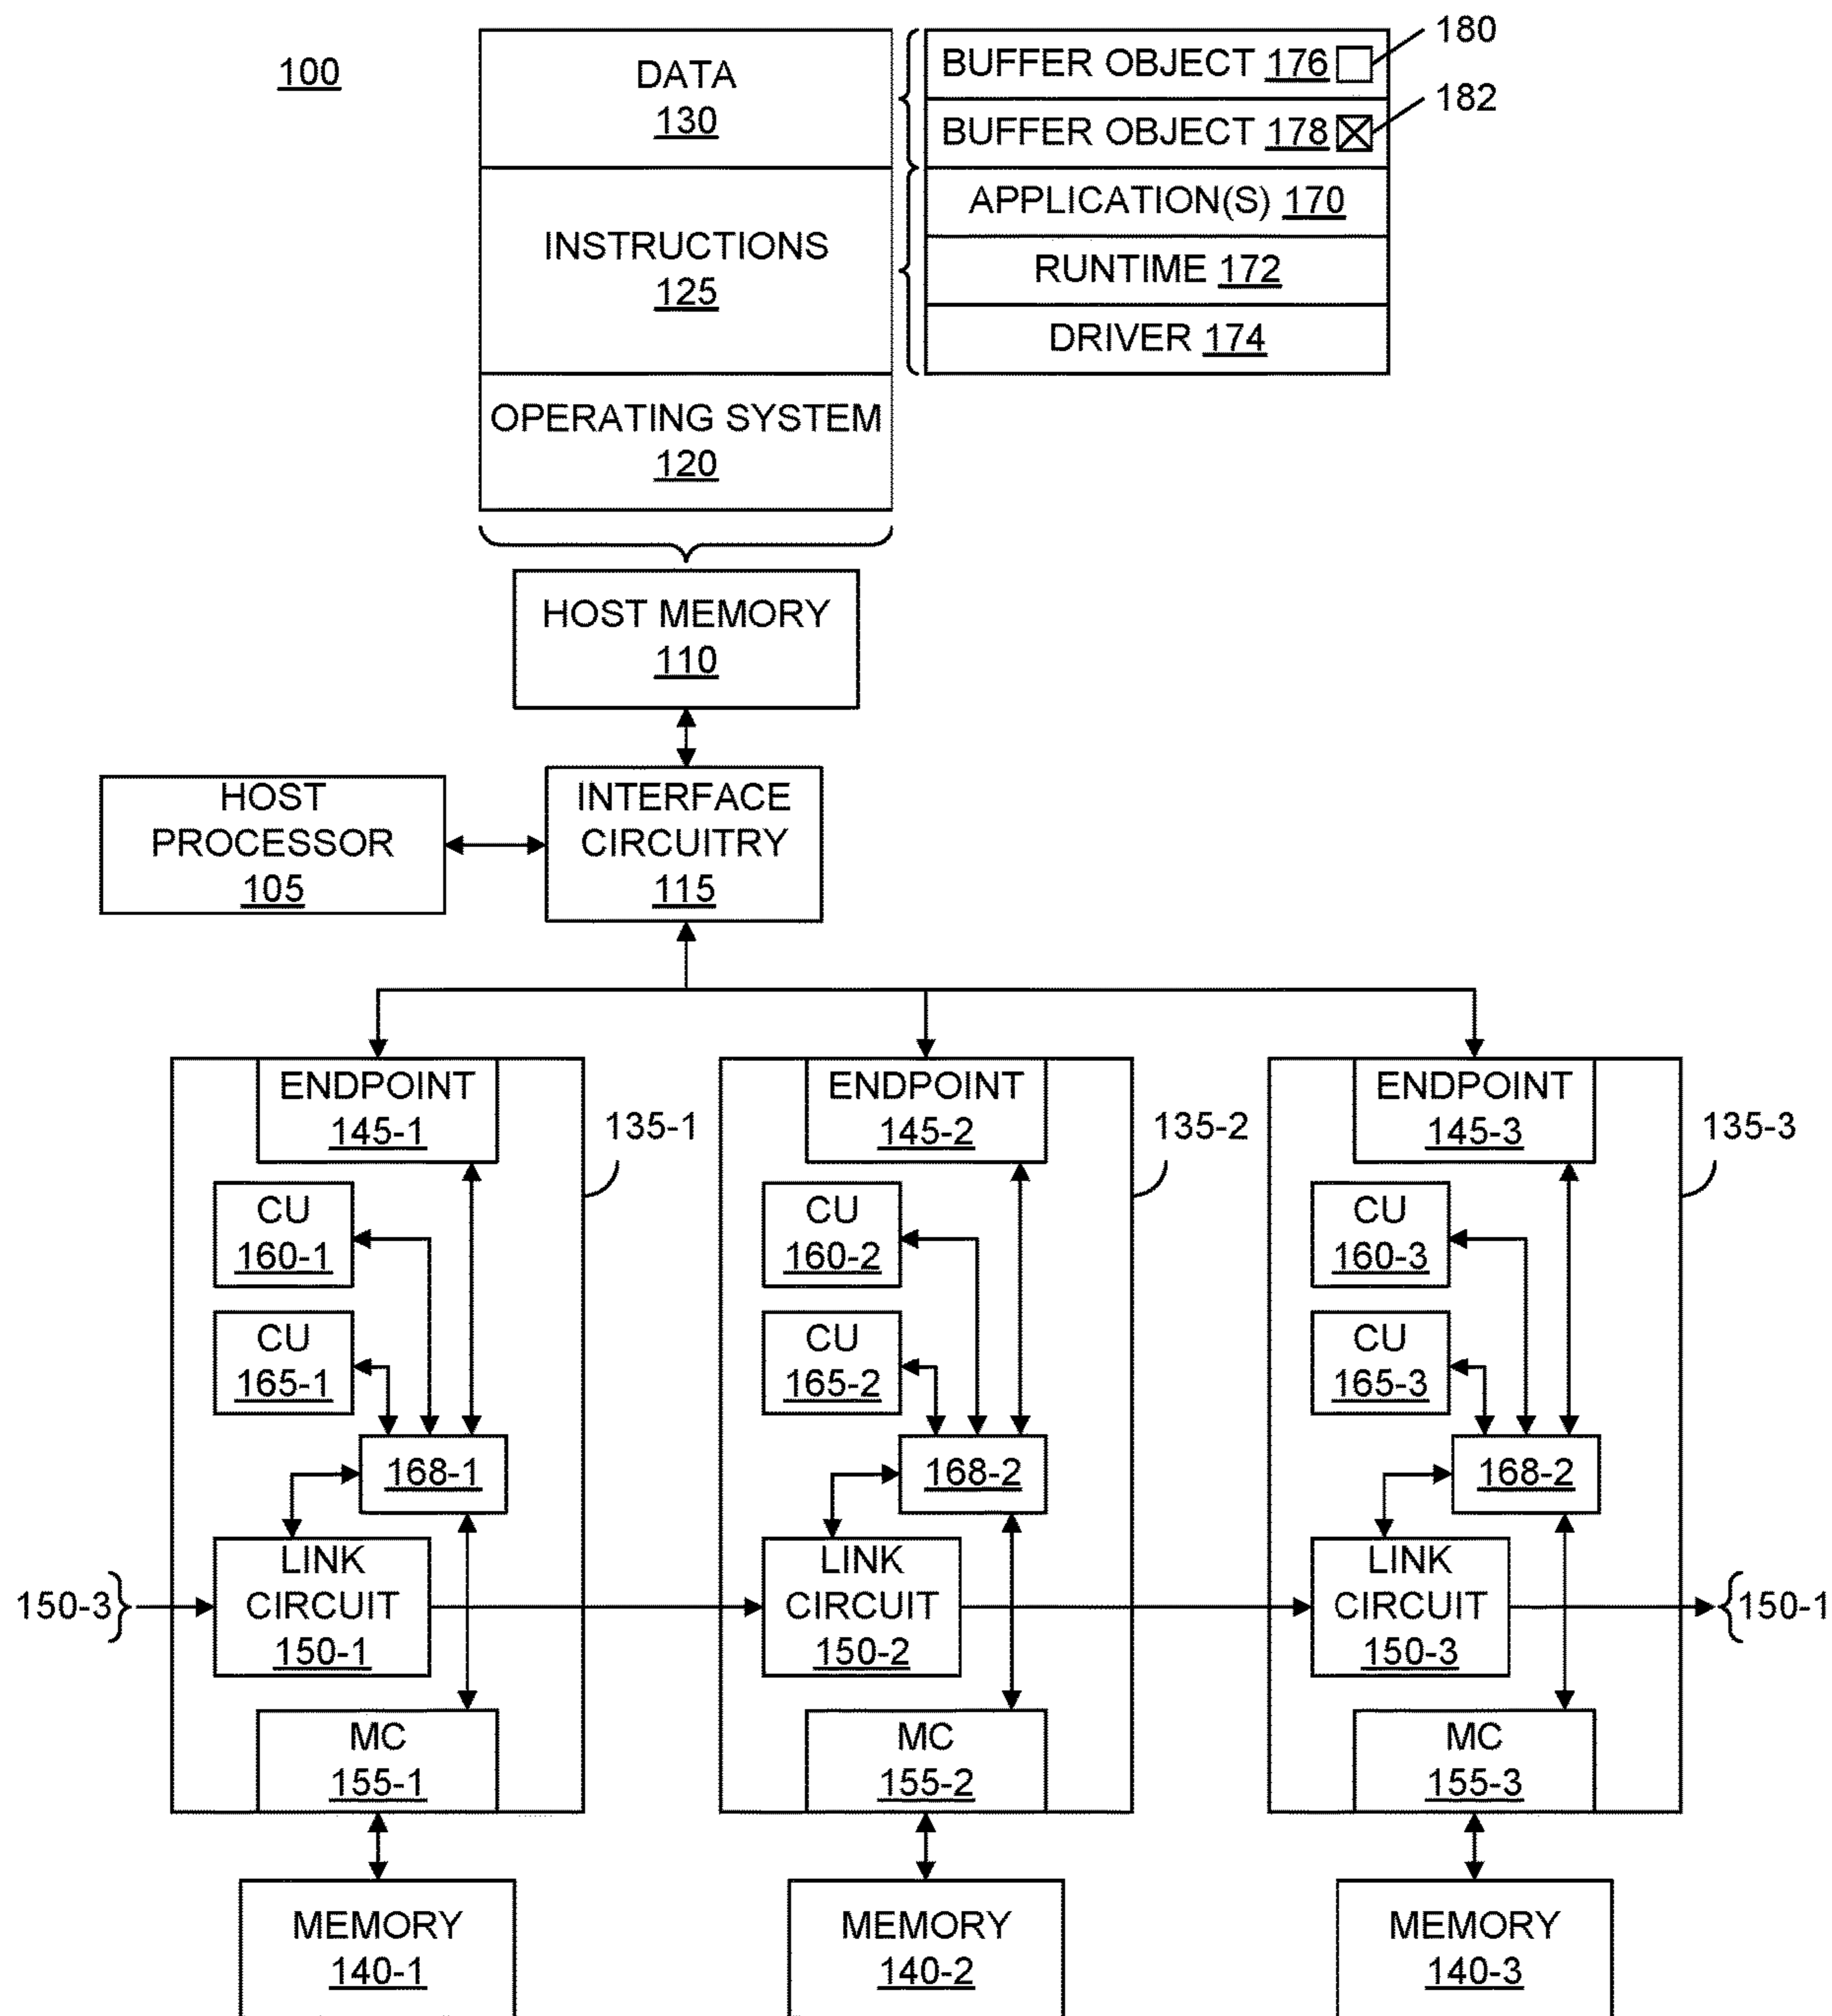 100
DATA
130
INSTRUCTIONS
125
OPERATING SYSTEM
120
BUFFER OBJECT 176
180
BUFFER OBJECT 178
182
APPLICATION(S) 170
RUNTIME 172
DRIVER 174
HOST MEMORY
110
HOST
PROCESSOR
105
INTERFACE
CIRCUITRY
115
ENDPOINT
145-1
135-1
CU
160-1
CU
165-1
168-1
150-3
LINK
CIRCUIT
150-1
MC
155-1
MEMORY
140-1
ENDPOINT
145-2
135-2
CU
160-2
CU
165-2
168-2
LINK
CIRCUIT
150-2
MC
155-2
MEMORY
140-2
ENDPOINT
145-3
135-3
CU
160-3
CU
165-3
168-2
LINK
CIRCUIT
150-3
150-1
MC
155-3
MEMORY
140-3